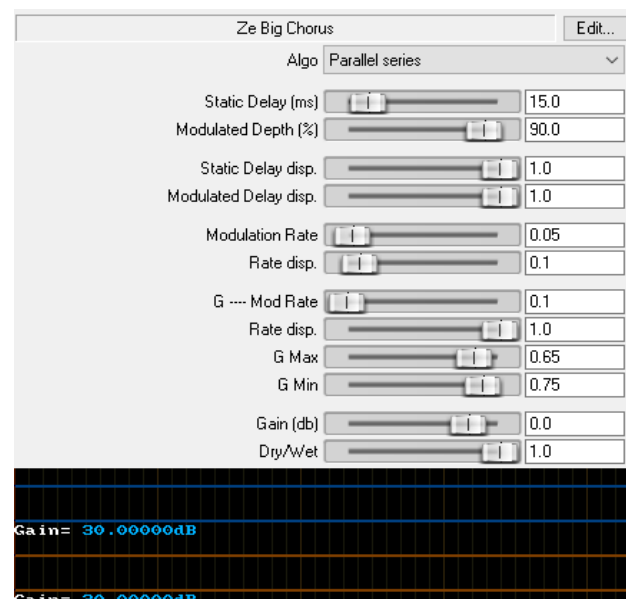 Ze Big Chorus Edit...
Algo Parallel series
Static Delay (ms) 15.0
Modulated Depth (%) 90.0
Static Delay disp. 1.0
Modulated Delay disp. 1.0
Modulation Rate 0.05
Rate disp. 0.1
G ---- Mod Rate 0.1
Rate disp. 1.0
G Max 0.65
G Min 0.75
Gain (db) 0.0
Dry/Wet 1.0
Gain= 30.00000dB
Gain= 30.00000dB